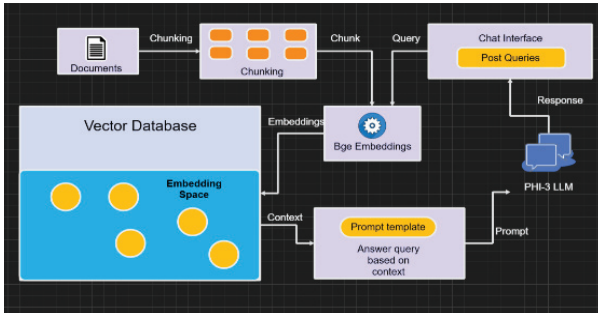 Documents
Chunking
Chunking
Chunk
Query
Chat Interface
Post Queries
Response
PHI-3 LLM
Bge Embeddings
Embeddings
Vector Database
Embedding
Space
Context
Prompt template
Answer query
based on
context
Prompt